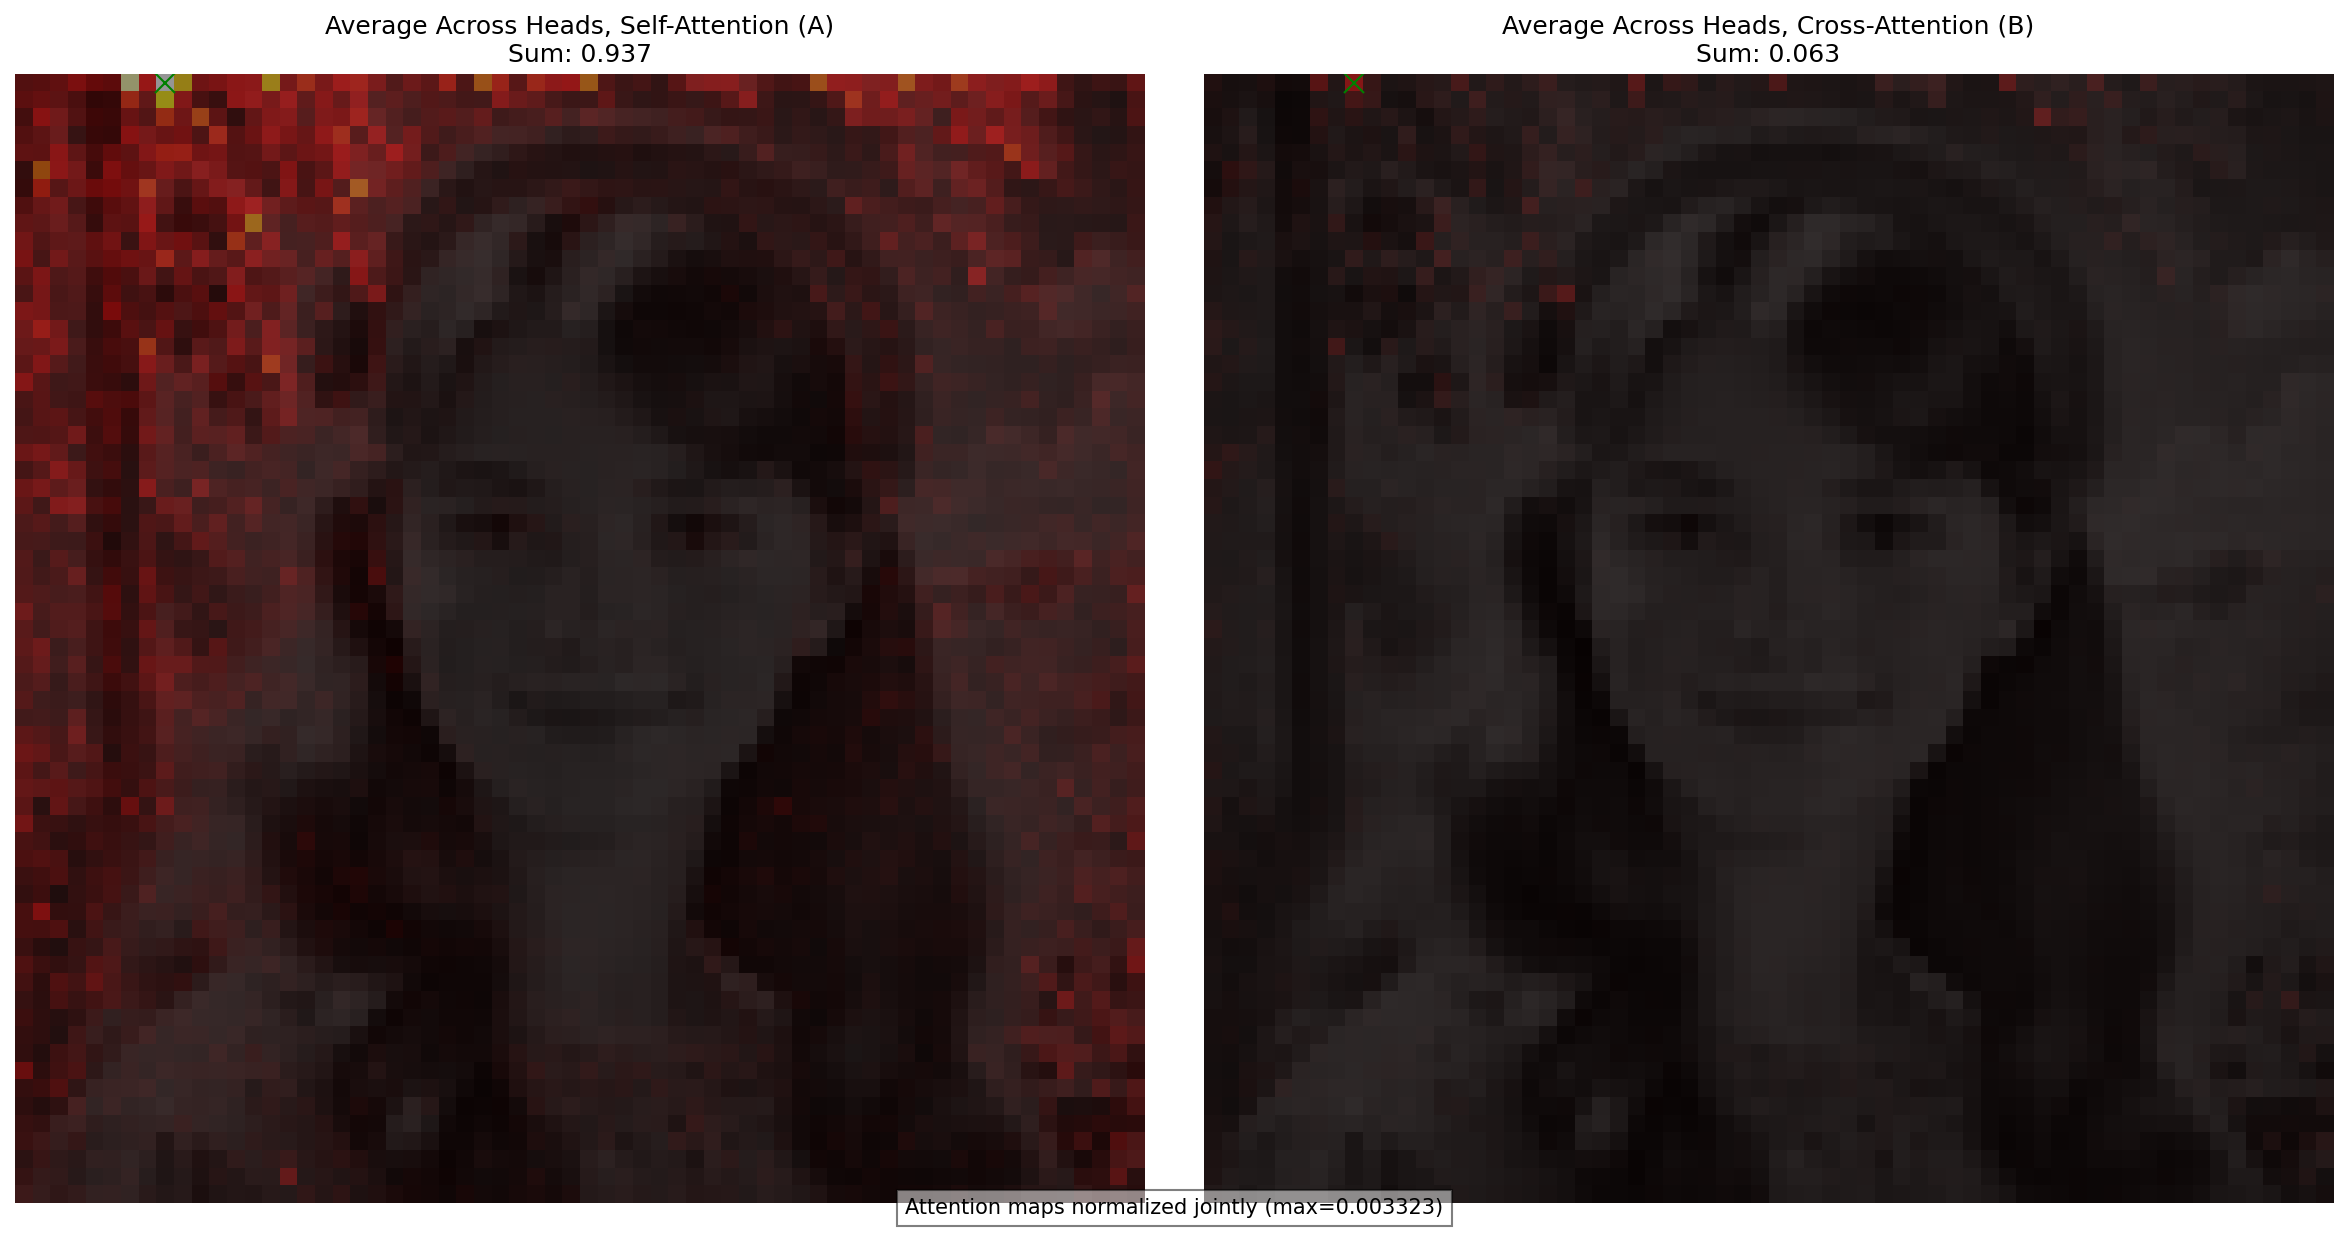 Average Across Heads, Self-Attention (A)
Sum: 0.937
Average Across Heads, Cross-Attention (B)
Sum: 0.063
Attention maps normalized jointly (max=0.003323)